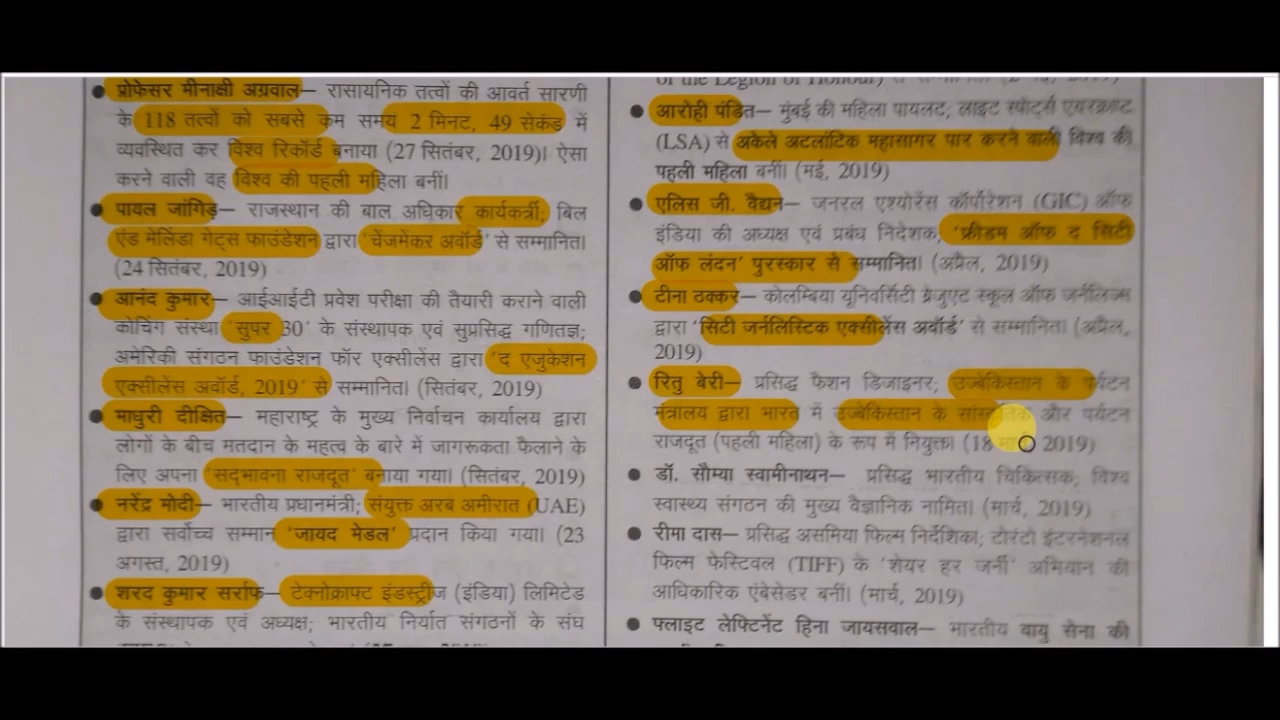 ● प्रोफेसर मीनाक्षी अग्रवाल— रासायनिक तत्वों की आवर्त सारणी
के 118 तत्वों को सबसे कम समय 2 मिनट, 49 सेकंड में
व्यवस्थित कर विश्व रिकॉर्ड बनाया (27 सितंबर, 2019)। ऐसा
करने वाली वह विश्व की पहली महिला बनीं।
● पायल जांगिड़— राजस्थान की बाल अधिकार कार्यकर्त्री; बिल
एंड मेलिंडा गेट्स फाउंडेशन द्वारा 'चेंजमेकर अवॉर्ड' से सम्मानित।
(24 सितंबर, 2019)
● आनंद कुमार— आईआईटी प्रवेश परीक्षा की तैयारी कराने वाली
कोचिंग संस्था 'सुपर 30' के संस्थापक एवं सुप्रसिद्ध गणितज्ञ;
अमेरिकी संगठन फाउंडेशन फॉर एक्सीलेंस द्वारा 'द एजुकेशन
एक्सीलेंस अवॉर्ड, 2019' से सम्मानित। (सितंबर, 2019)
● माधुरी दीक्षित— महाराष्ट्र के मुख्य निर्वाचन कार्यालय द्वारा
लोगों के बीच मतदान के महत्व के बारे में जागरूकता फैलाने के
लिए अपना 'सद्भावना राजदूत' बनाया गया। (सितंबर, 2019)
● नरेंद्र मोदी— भारतीय प्रधानमंत्री; संयुक्त अरब अमीरात (UAE)
द्वारा सर्वोच्च सम्मान 'जायद मेडल' प्रदान किया गया। (23
अगस्त, 2019)
● शरद कुमार सर्राफ— टेक्नोक्राफ्ट इंडस्ट्रीज (इंडिया) लिमिटेड
के संस्थापक एवं अध्यक्ष; भारतीय निर्यात संगठनों के संघ
of the Legion of Honour)
● आरोही पंडित— मुंबई की महिला पायलट, लाइट स्पोर्ट्स एयरक्राफ्ट
(LSA) से अकेले अटलांटिक महासागर पार करने वाली विश्व की
पहली महिला बनीं। (मई, 2019)
● एलिस जी. वैद्यन— जनरल एश्योरेंस कॉर्पोरेशन (GIC) ऑफ
इंडिया की अध्यक्ष एवं प्रबंध निदेशक, 'फ्रीडम ऑफ द सिटी
ऑफ लंदन' पुरस्कार से सम्मानित। (अप्रैल, 2019)
● टीना ठक्कर— कोलम्बिया यूनिवर्सिटी ग्रेजुएट स्कूल ऑफ जर्नलिज्म
द्वारा 'सिटी जर्नलिस्टिक एक्सीलेंस अवॉर्ड' से सम्मानित। (अप्रैल,
2019)
● रितु बेरी— प्रसिद्ध फैशन डिजाइनर; उज्बेकिस्तान के पर्यटन
मंत्रालय द्वारा भारत में उज्बेकिस्तान के सांस्कृतिक और पर्यटन
राजदूत (पहली महिला) के रूप में नियुक्त। (18 मार्च, 2019)
● डॉ. सौम्या स्वामीनाथन— प्रसिद्ध भारतीय चिकित्सक; विश्व
स्वास्थ्य संगठन की मुख्य वैज्ञानिक नामित। (मार्च, 2019)
● रीमा दास— प्रसिद्ध असमिया फिल्म निर्देशिका; टोरंटो इंटरनेशनल
फिल्म फेस्टिवल (TIFF) के 'शेयर हर जर्नी' अभियान की
आधिकारिक एंबेसेडर बनीं। (मार्च, 2019)
● फ्लाइट लेफ्टिनेंट हिना जायसवाल— भारतीय वायु सेना की